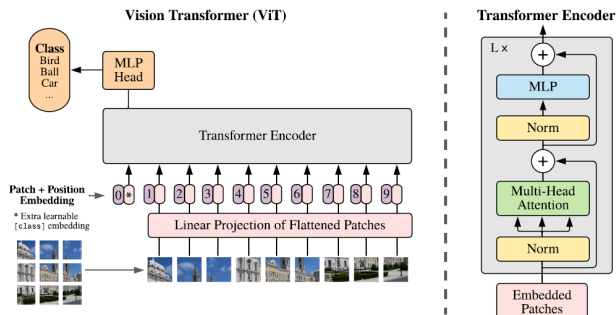 Vision Transformer (ViT)
Class
Bird
Ball
Car
...
MLP
Head
Transformer Encoder
Patch + Position
Embedding
0 * 1 2 3 4 5 6 7 8 9
* Extra learnable
[class] embedding
Linear Projection of Flattened Patches
Transformer Encoder
L x
+
MLP
Norm
+
Multi-Head
Attention
Norm
Embedded
Patches